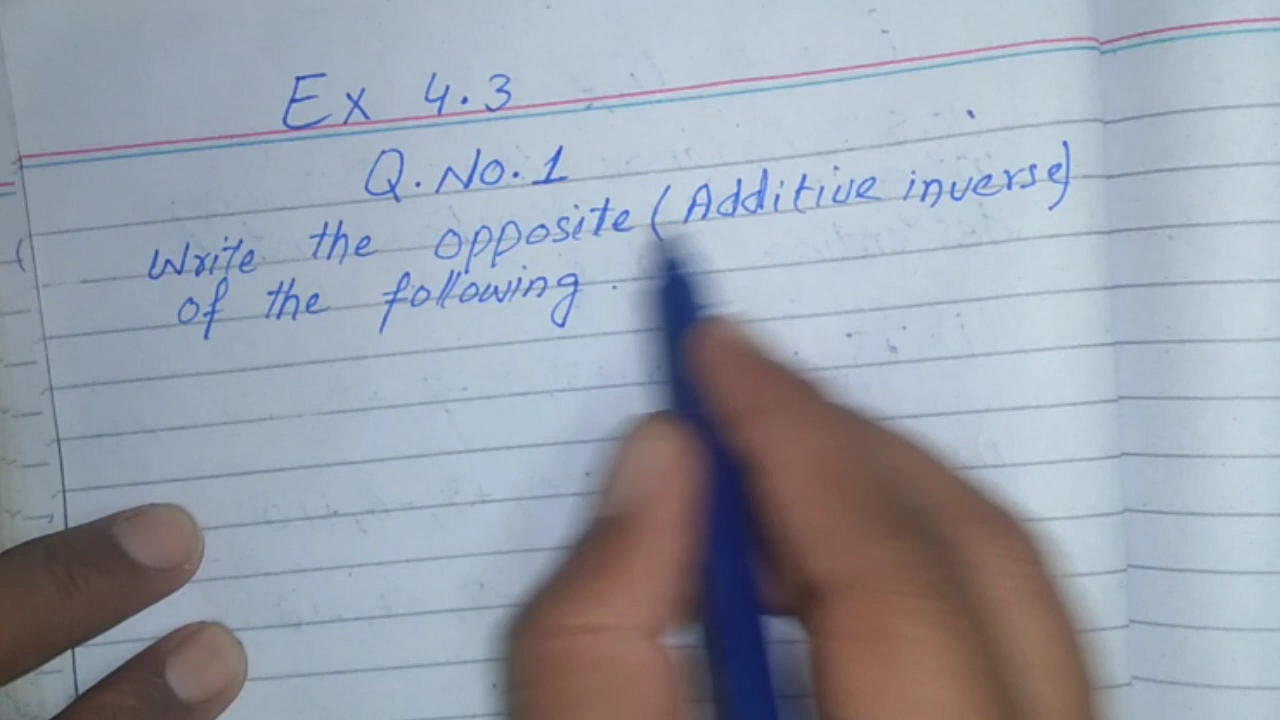 Ex 4.3
Q.No.1
Write the opposite (Additive inverse)
of the following.